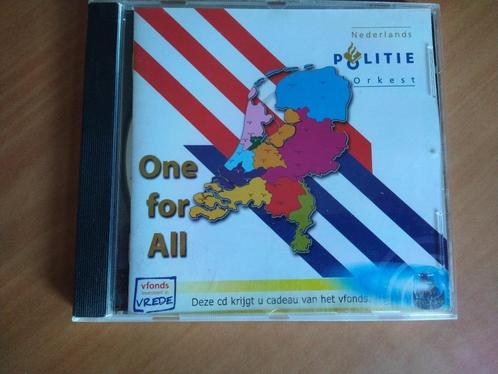 Nederlands
POLITIE
Orkest
One
for
All
vfonds
VREDE
Deze cd krijgt u cadeau van het vfonds.